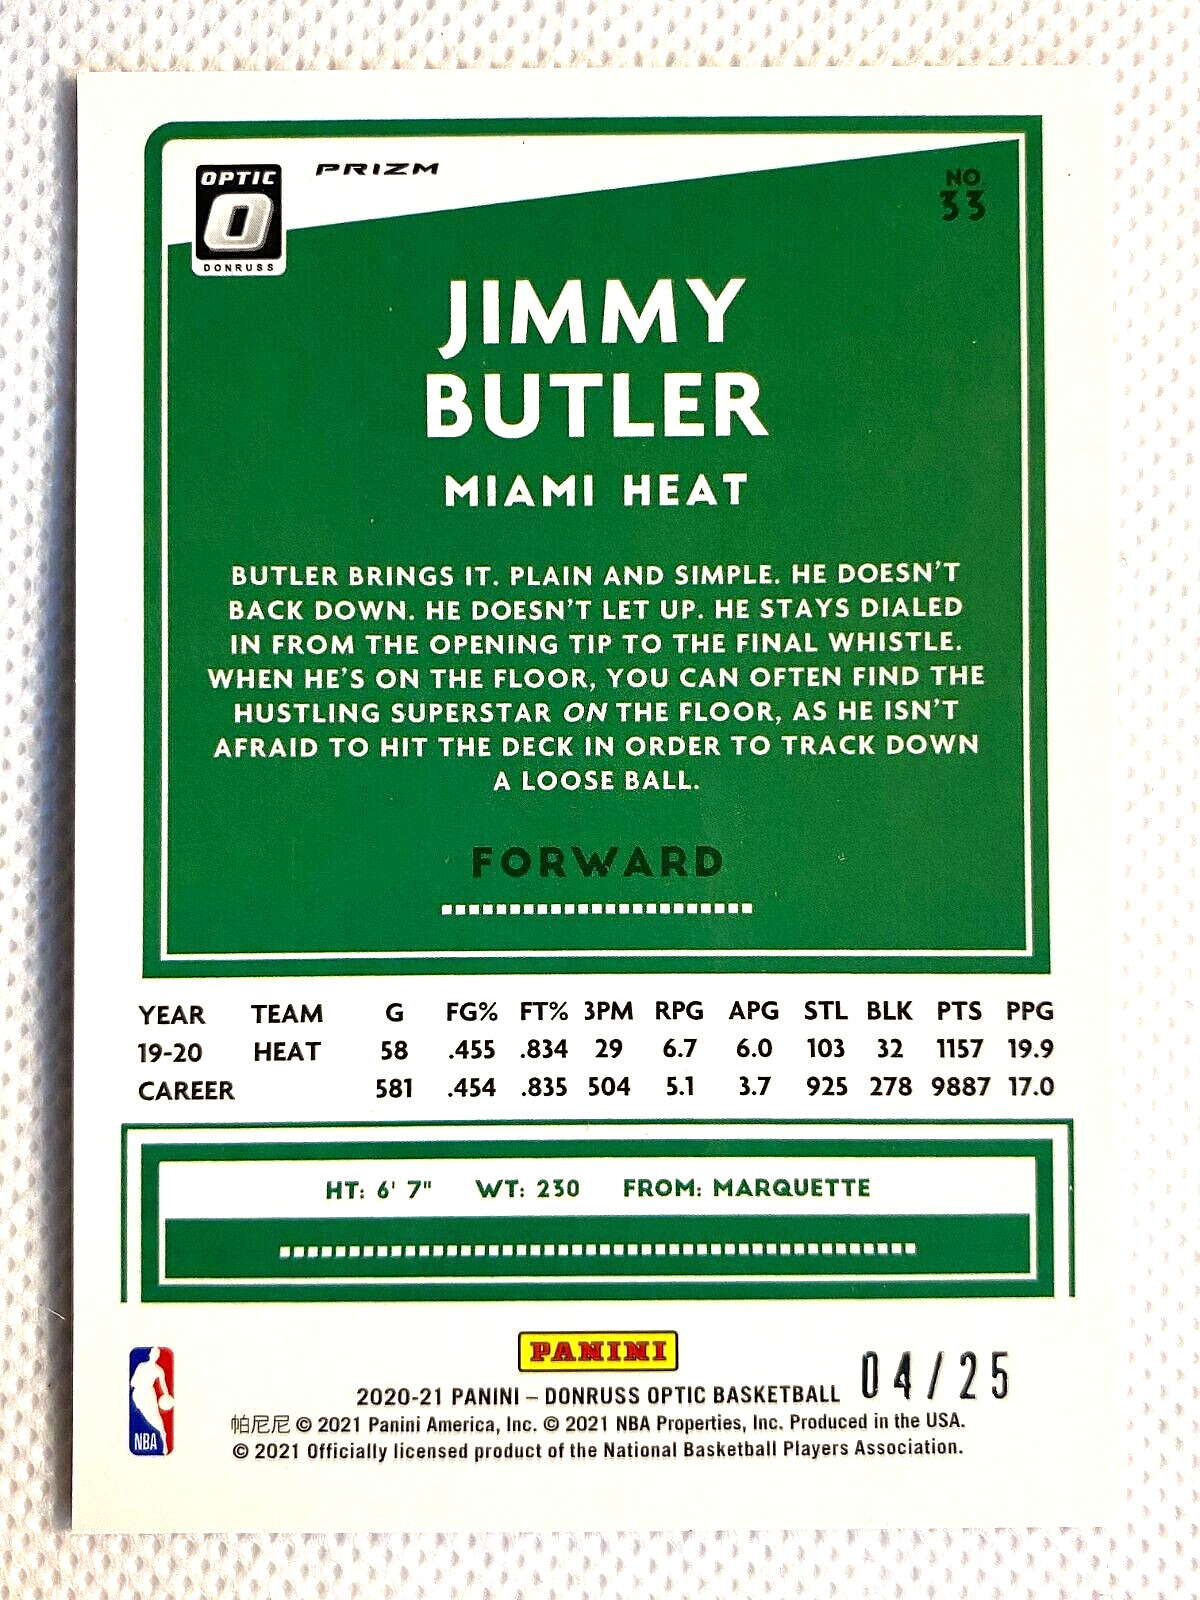 OPTIC
O
DONRUSS
PRIZM
NO.
33
JIMMY
BUTLER
MIAMI HEAT
BUTLER BRINGS IT. PLAIN AND SIMPLE. HE DOESN'T
BACK DOWN. HE DOESN'T LET UP. HE STAYS DIALED
IN FROM THE OPENING TIP TO THE FINAL WHISTLE.
WHEN HE'S ON THE FLOOR, YOU CAN OFTEN FIND THE
HUSTLING SUPERSTAR ON THE FLOOR, AS HE ISN'T
AFRAID TO HIT THE DECK IN ORDER TO TRACK DOWN
A LOOSE BALL.
FORWARD
YEAR TEAM G FG% FT% 3PM RPG APG STL BLK PTS PPG
19-20 HEAT 58 .455 .834 29 6.7 6.0 103 32 1157 19.9
CAREER 581 .454 .835 504 5.1 3.7 925 278 9887 17.0
HT: 6' 7" WT: 230 FROM: MARQUETTE
PANINI
04/25
2020-21 PANINI – DONRUSS OPTIC BASKETBALL
帕尼尼 © 2021 Panini America, Inc. © 2021 NBA Properties, Inc. Produced in the USA.
© 2021 Officially licensed product of the National Basketball Players Association.
NBA